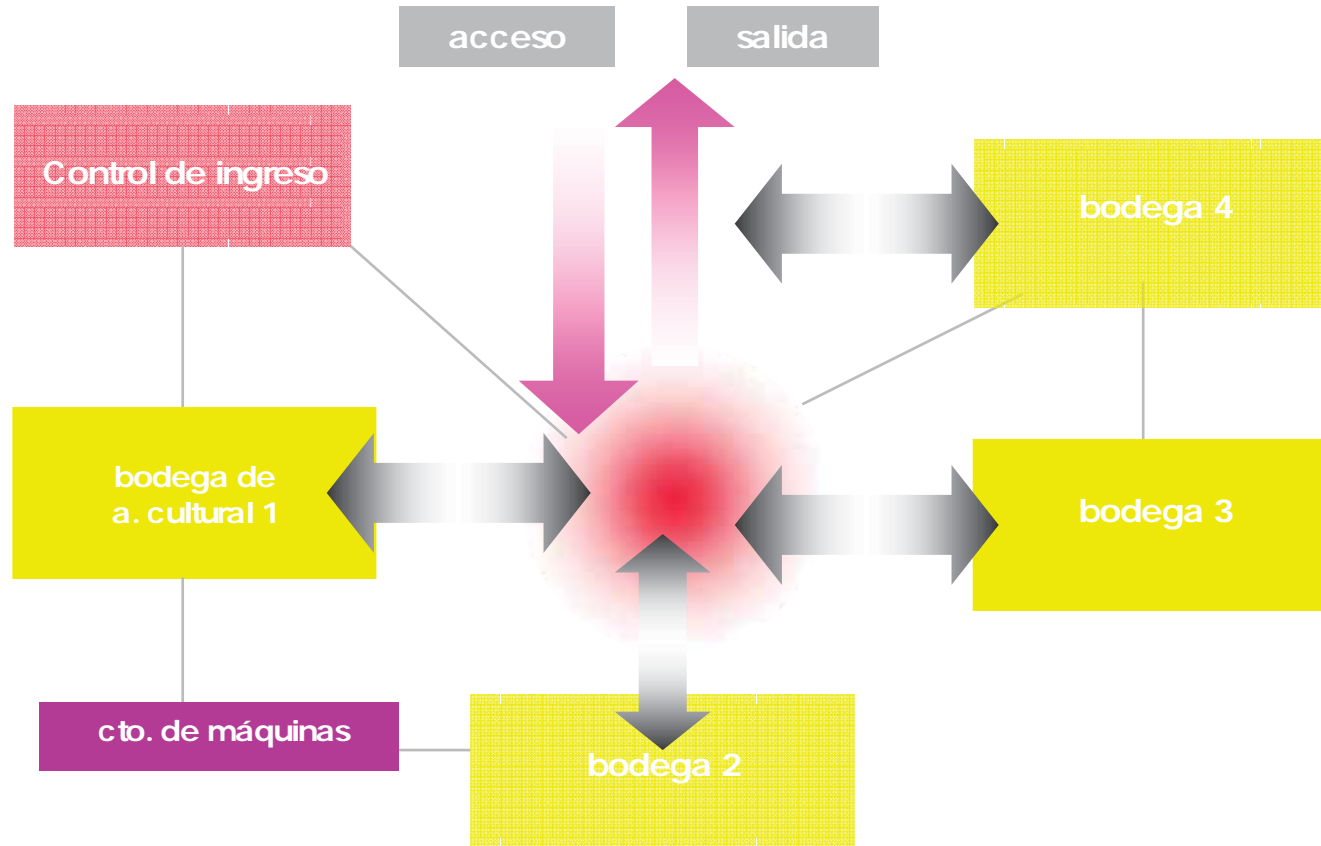 acceso
salida
Control de ingreso
bodega 4
bodega de
a. cultural 1
bodega 3
cto. de máquinas
bodega 2